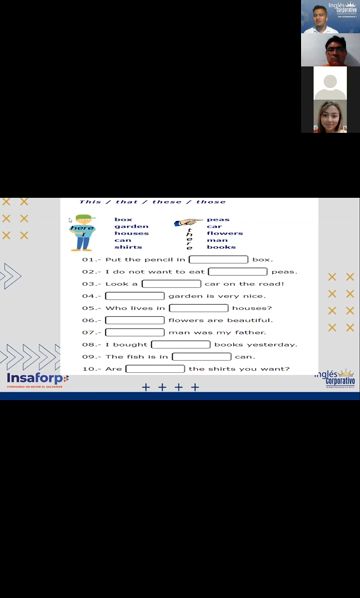 Inglés
Corporativo
This / that / these / those
here
box
garden
houses
can
shirts
there
peas
car
flowers
man
books
01.- Put the pencil in box.
02.- I do not want to eat peas.
03.- Look a car on the road!
04.- garden is very nice.
05.- Who lives in houses?
06.- flowers are beautiful.
07.- man was my father.
08.- I bought books yesterday.
09.- The fish is in can.
10.- Are the shirts you want?
Insaforp
Inglés
Corporativo